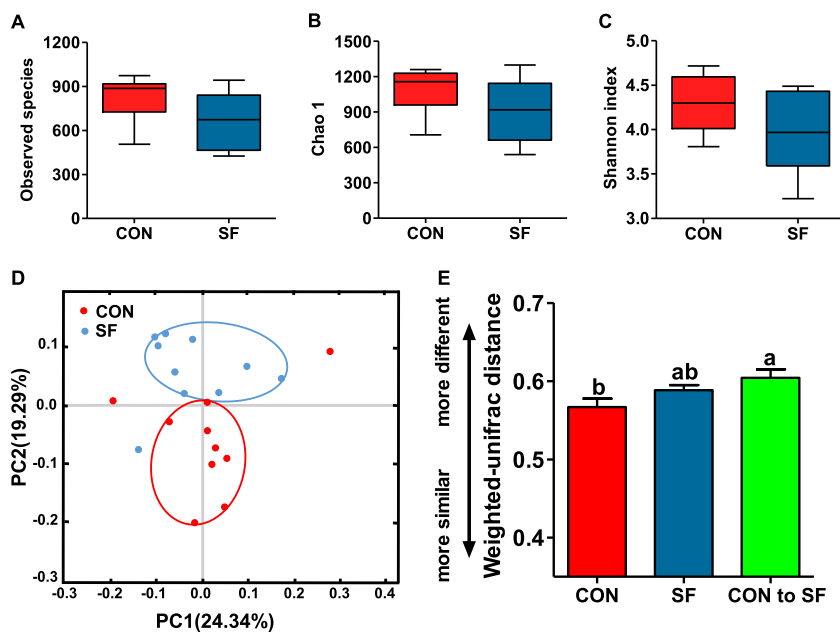 A
Observed species
1200
900
600
300
0
CON SF
B
Chao 1
1500
1200
900
600
300
0
CON SF
C
Shannon index
5.0
4.5
4.0
3.5
3.0
CON SF
D
CON
SF
PC2(19.29%)
0.1
0.0
-0.1
-0.2
-0.3
-0.3 -0.2 -0.1 0.0 0.1 0.2 0.3 0.4
PC1(24.34%)
E
more different
more similar
Weighted-unifrac distance
0.7
0.6
0.5
0.4
b ab a
CON SF CON to SF